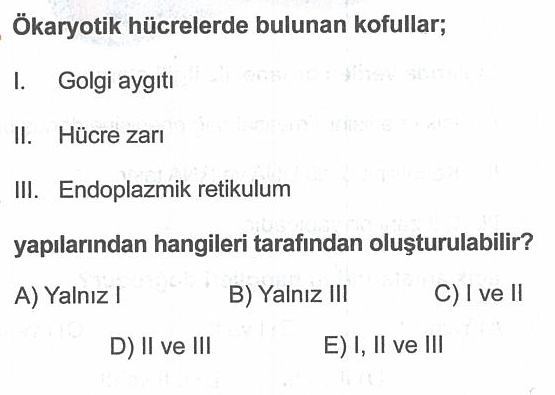 Ökaryotik hücrelerde bulunan kofullar;
I. Golgi aygıtı
II. Hücre zarı
III. Endoplazmik retikulum
yapılarından hangileri tarafından oluşturulabilir?
A) Yalnız I B) Yalnız III C) I ve II
D) II ve III E) I, II ve III